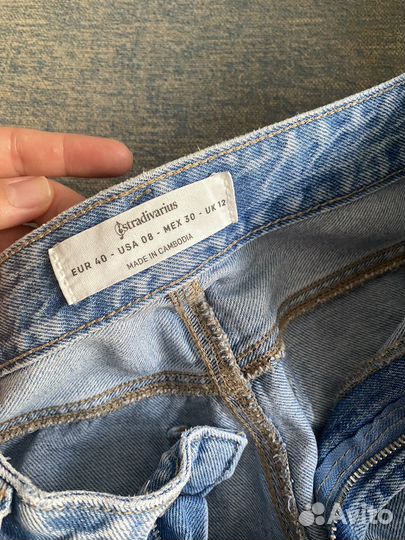 Stradivarius
EUR 40 - USA 08 - MEX 30 - UK 12
MADE IN CAMBODIA
Avito